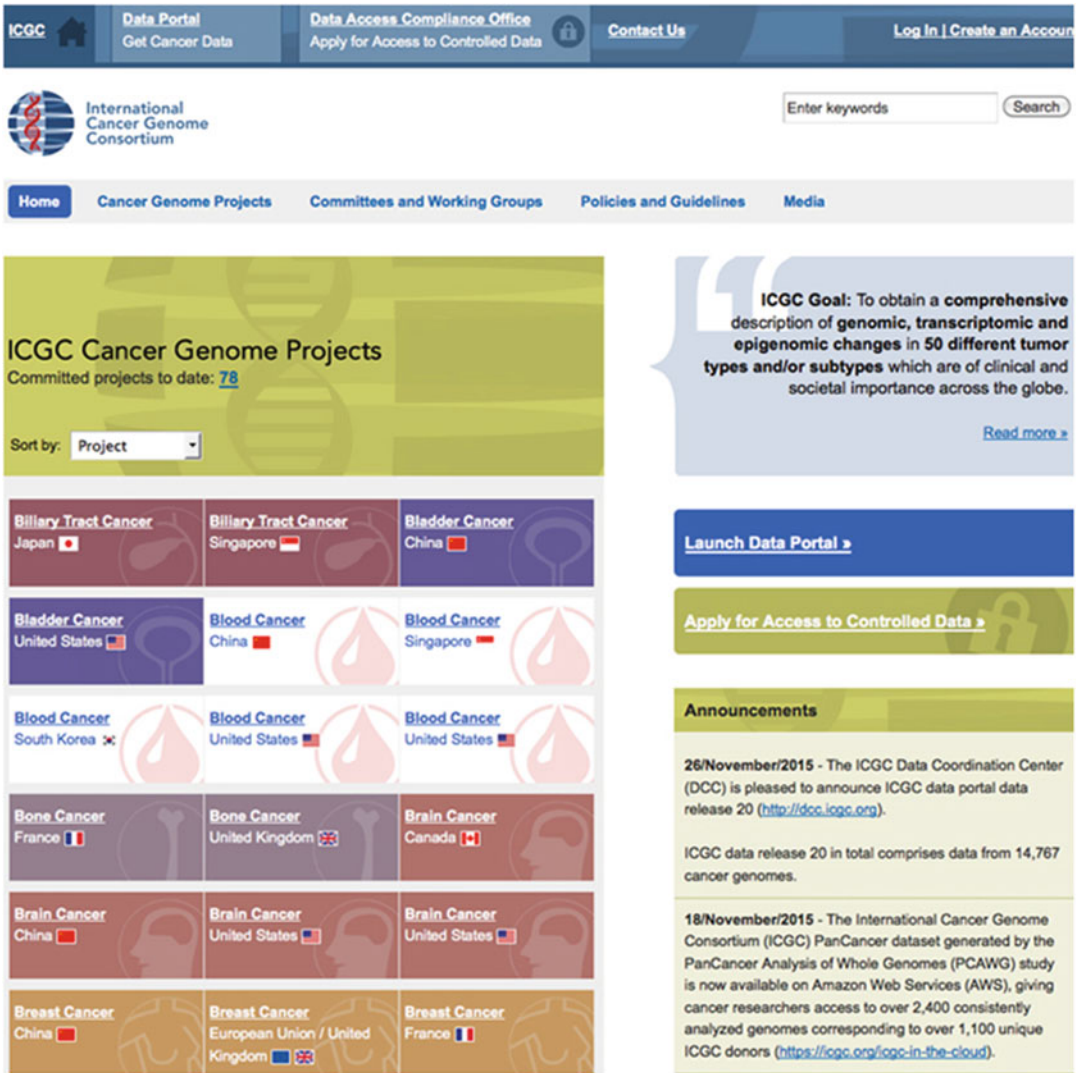 ICGC
Data Portal
Get Cancer Data
Data Access Compliance Office
Apply for Access to Controlled Data
Contact Us
Log In | Create an Accoun
International
Cancer Genome
Consortium
Enter keywords
Search
Home
Cancer Genome Projects
Committees and Working Groups
Policies and Guidelines
Media
ICGC Cancer Genome Projects
Committed projects to date: 78
Sort by: Project
Biliary Tract Cancer
Japan
Biliary Tract Cancer
Singapore
Bladder Cancer
China
Bladder Cancer
United States
Blood Cancer
China
Blood Cancer
Singapore
Blood Cancer
South Korea
Blood Cancer
United States
Blood Cancer
United States
Bone Cancer
France
Bone Cancer
United Kingdom
Brain Cancer
Canada
Brain Cancer
China
Brain Cancer
United States
Brain Cancer
United States
Breast Cancer
China
Breast Cancer
European Union / United
Kingdom
Breast Cancer
France
ICGC Goal: To obtain a comprehensive
description of genomic, transcriptomic and
epigenomic changes in 50 different tumor
types and/or subtypes which are of clinical and
societal importance across the globe.
Read more »
Launch Data Portal »
Apply for Access to Controlled Data »
Announcements
26/November/2015 - The ICGC Data Coordination Center
(DCC) is pleased to announce ICGC data portal data
release 20 (http://dcc.icgc.org).
ICGC data release 20 in total comprises data from 14,767
cancer genomes.
18/November/2015 - The International Cancer Genome
Consortium (ICGC) PanCancer dataset generated by the
PanCancer Analysis of Whole Genomes (PCAWG) study
is now available on Amazon Web Services (AWS), giving
cancer researchers access to over 2,400 consistently
analyzed genomes corresponding to over 1,100 unique
ICGC donors (https://icgc.org/icgc-in-the-cloud).